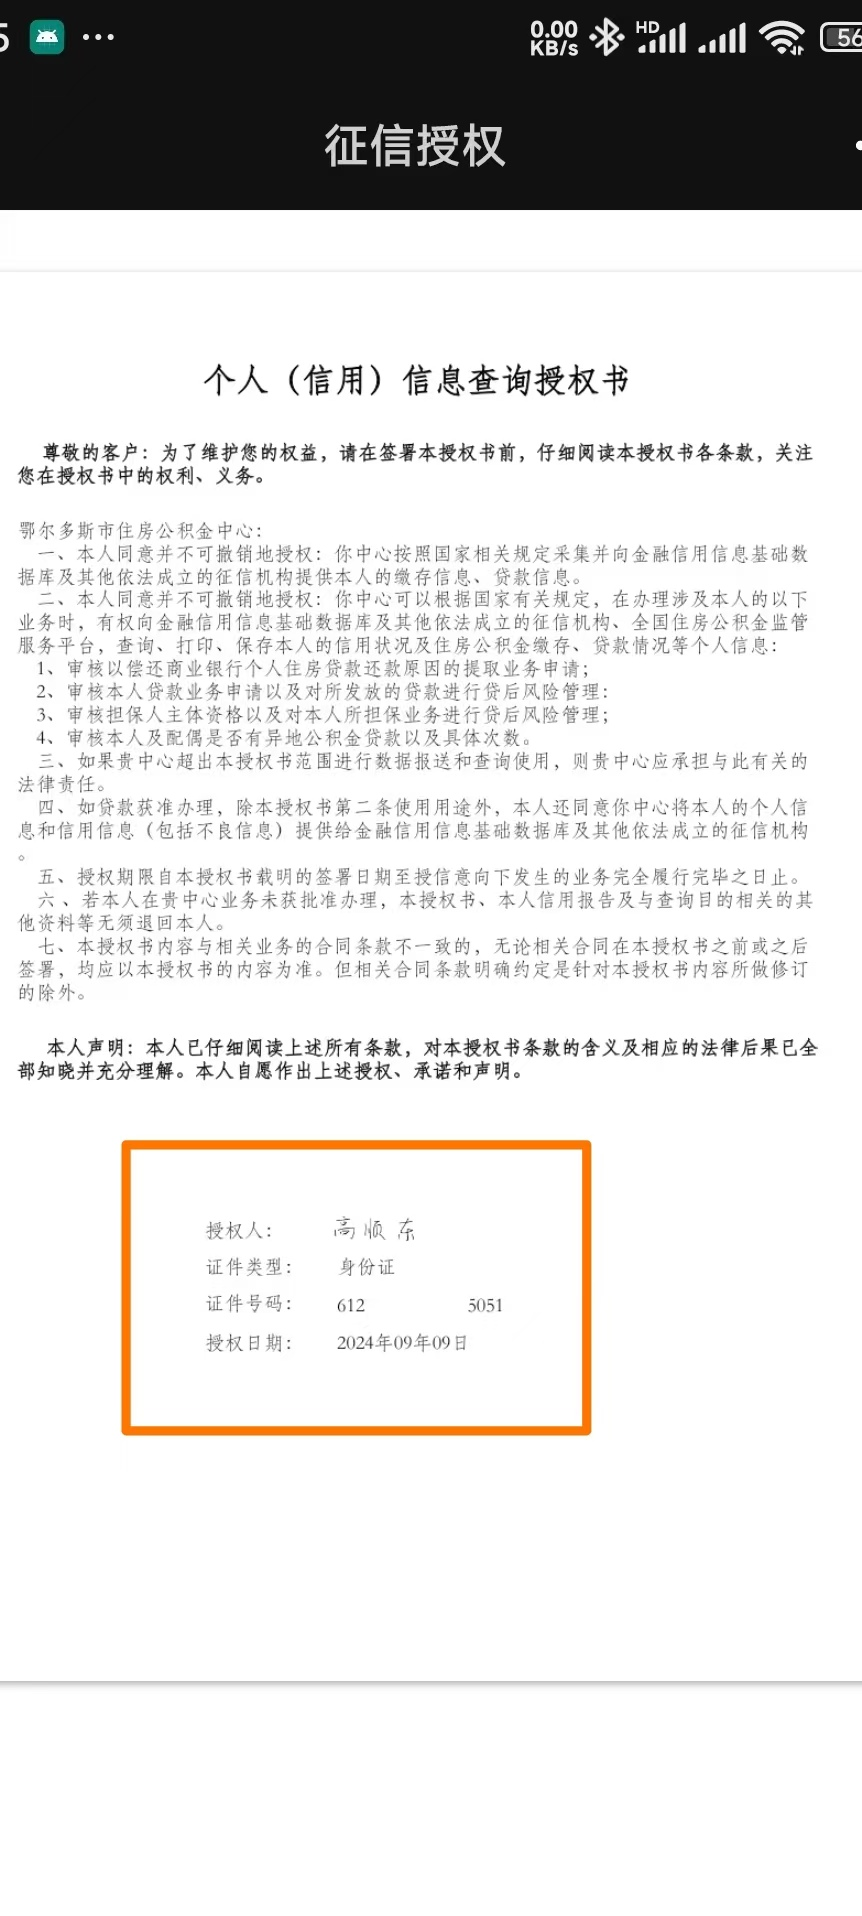 5 ••• 0.00 KB/s HD 56
征信授权
个人（信用）信息查询授权书
尊敬的客户：为了维护您的权益，请在签署本授权书前，仔细阅读本授权书各条款，关注
您在授权书中的权利、义务。
鄂尔多斯市住房公积金中心：
一、本人同意并不可撤销地授权：你中心按照国家相关规定采集并向金融信用信息基础数
据库及其他依法成立的征信机构提供本人的缴存信息、贷款信息。
二、本人同意并不可撤销地授权：你中心可以根据国家有关规定，在办理涉及本人的以下
业务时，有权向金融信用信息基础数据库及其他依法成立的征信机构、全国住房公积金监管
服务平台，查询、打印、保存本人的信用状况及住房公积金缴存、贷款情况等个人信息：
1、审核以偿还商业银行个人住房贷款还款原因的提取业务申请；
2、审核本人贷款业务申请以及对所发放的贷款进行贷后风险管理：
3、审核担保人主体资格以及对本人所担保业务进行贷后风险管理；
4、审核本人及配偶是否有异地公积金贷款以及具体次数。
三、如果贵中心超出本授权书范围进行数据报送和查询使用，则贵中心应承担与此有关的
法律责任。
四、如贷款获准办理，除本授权书第二条使用用途外，本人还同意你中心将本人的个人信
息和信用信息（包括不良信息）提供给金融信用信息基础数据库及其他依法成立的征信机构
。
五、授权期限自本授权书载明的签署日期至授信意向下发生的业务完全履行完毕之日止。
六 、若本人在贵中心业务未获批准办理，本授权书、本人信用报告及与查询目的相关的其
他资料等无须退回本人。
七、本授权书内容与相关业务的合同条款不一致的，无论相关合同在本授权书之前或之后
签署，均应以本授权书的内容为准。但相关合同条款明确约定是针对本授权书内容所做修订
的除外。
本人声明：本人已仔细阅读上述所有条款，对本授权书条款的含义及相应的法律后果已全
部知晓并充分理解。本人自愿作出上述授权、承诺和声明。
授权人： 高顺东
证件类型： 身份证
证件号码： 612 5051
授权日期： 2024年09年09日